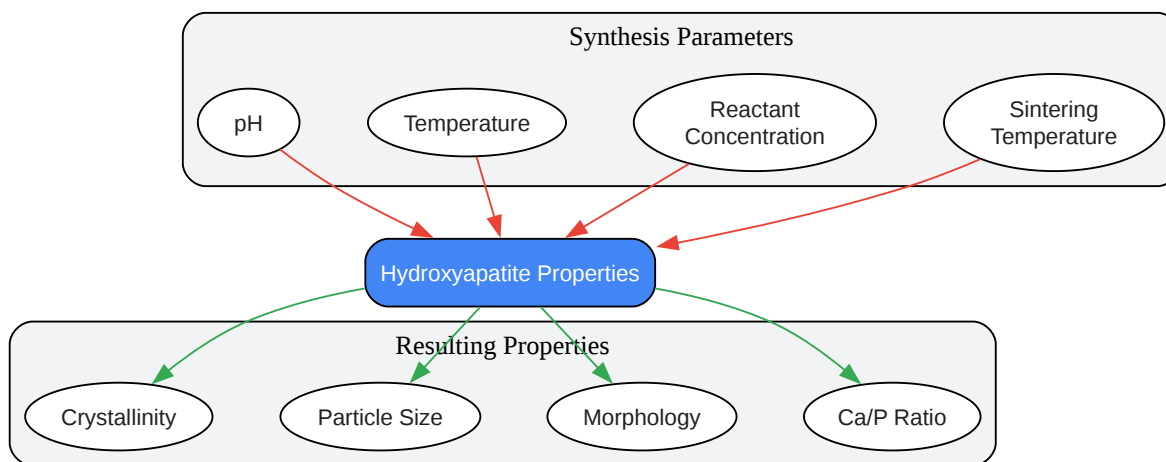 Synthesis Parameters
pH
Temperature
Reactant
Concentration
Sintering
Temperature
Hydroxyapatite Properties
Resulting Properties
Crystallinity
Particle Size
Morphology
Ca/P Ratio